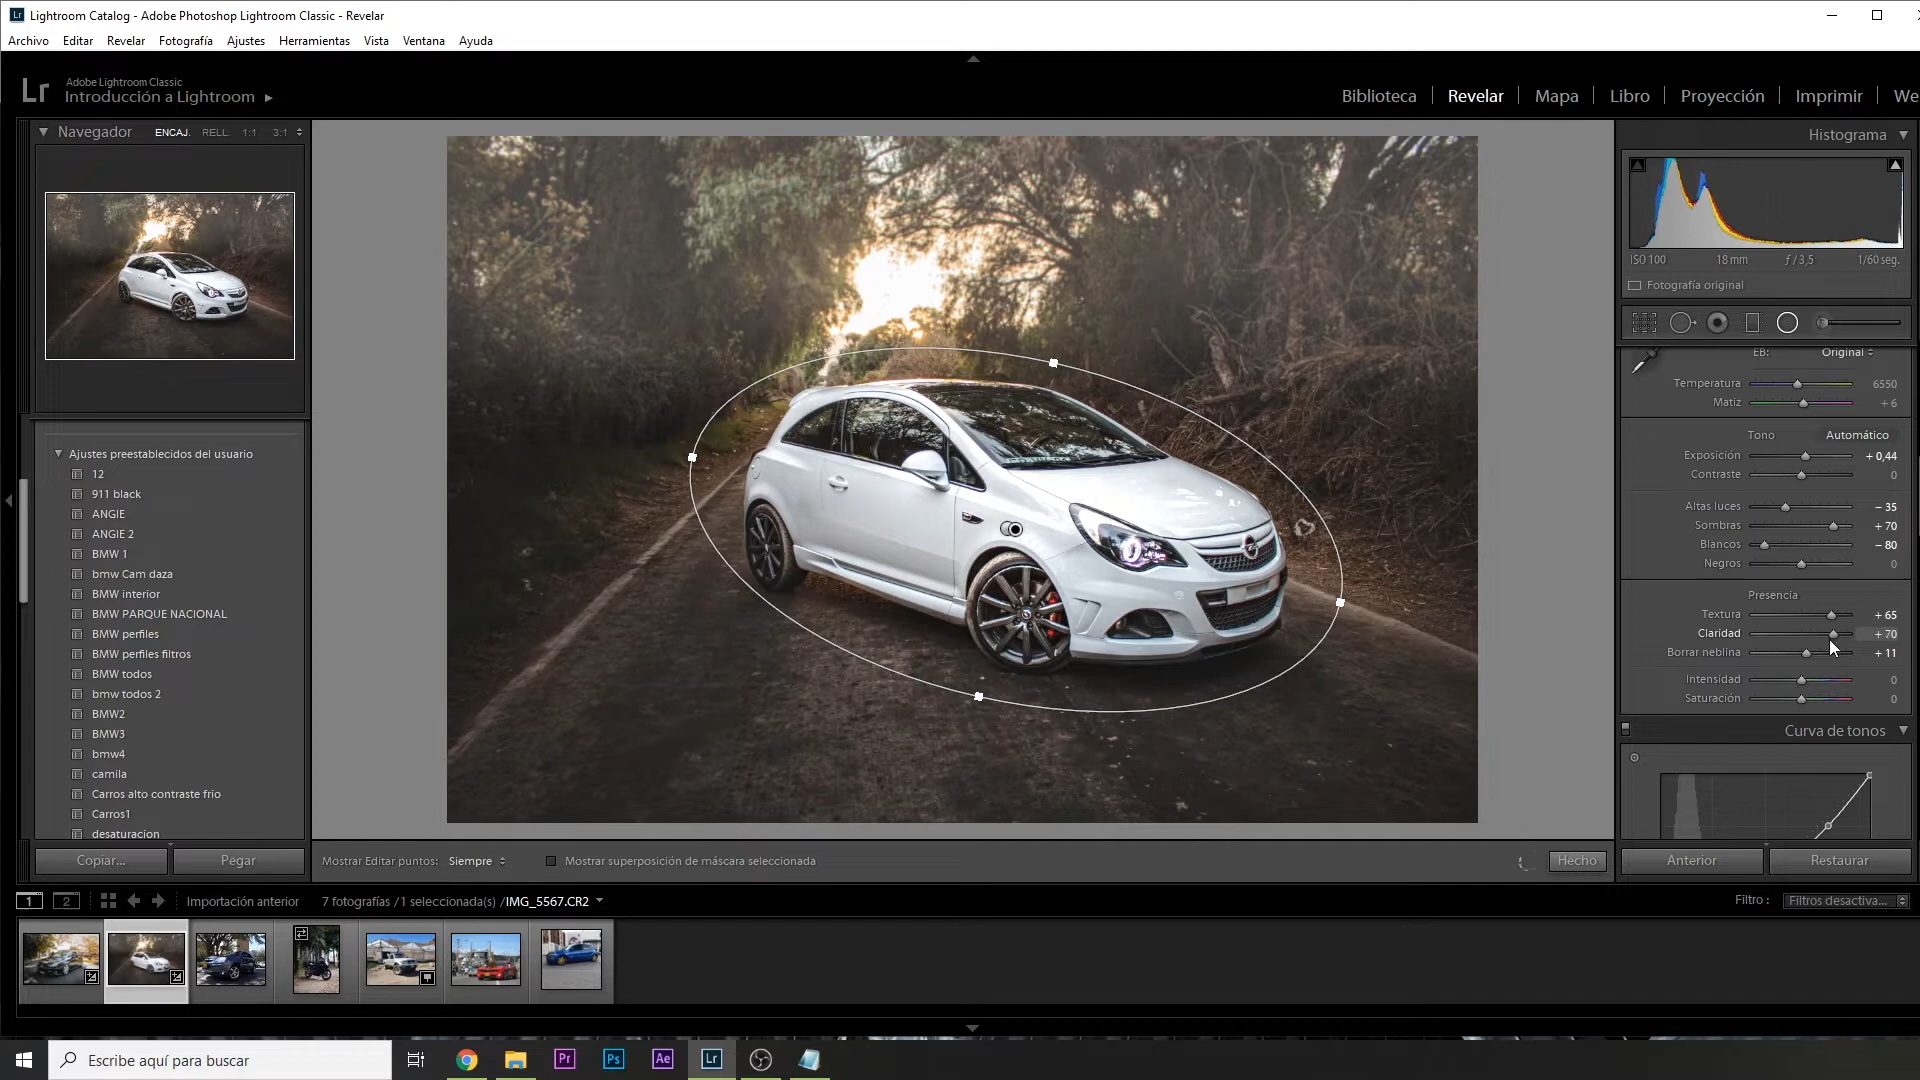 Lr Lightroom Catalog - Adobe Photoshop Lightroom Classic - Revelar
Archivo Editar Revelar Fotografía Ajustes Herramientas Vista Ventana Ayuda
Lr Adobe Lightroom Classic
Introducción a Lightroom
Biblioteca Revelar Mapa Libro Proyección Imprimir We
Navegador ENCAJ. RELL. 1:1 3:1
Histograma
ISO 100 18 mm ƒ / 3,5 1/60 seg.
Fotografía original
EB: Original
Temperatura 6550
Matiz + 6
Tono Automático
Exposición + 0,44
Contraste 0
Altas luces − 35
Sombras + 70
Blancos − 80
Negros 0
Presencia
Textura + 65
Claridad + 70
Borrar neblina + 11
Intensidad 0
Saturación 0
Curva de tonos
Ajustes preestablecidos del usuario
12
911 black
ANGIE
ANGIE 2
BMW 1
bmw Cam daza
BMW interior
BMW PARQUE NACIONAL
BMW perfiles
BMW perfiles filtros
BMW todos
bmw todos 2
BMW2
BMW3
bmw4
camila
Carros alto contraste frio
Carros1
desaturacion
Copiar... Pegar
Mostrar Editar puntos: Siempre Mostrar superposición de máscara seleccionada Hecho
Anterior Restaurar
1 2 Importación anterior 7 fotografías /1 seleccionada(s) /IMG_5567.CR2
Filtro : Filtros desactiva...
Escribe aquí para buscar
Pr Ps Ae Lr